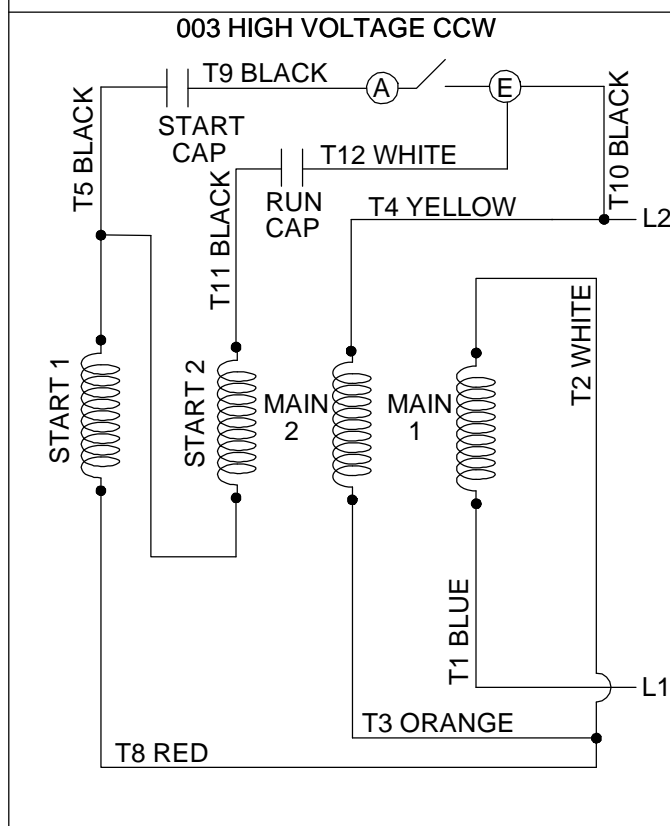 003 HIGH VOLTAGE CCW
T9 BLACK
A
E
START
CAP
T5 BLACK
T12 WHITE
T10 BLACK
RUN
CAP
T11 BLACK
T4 YELLOW
L2
T2 WHITE
START 1
START 2
MAIN
2
MAIN
1
T1 BLUE
L1
T3 ORANGE
T8 RED